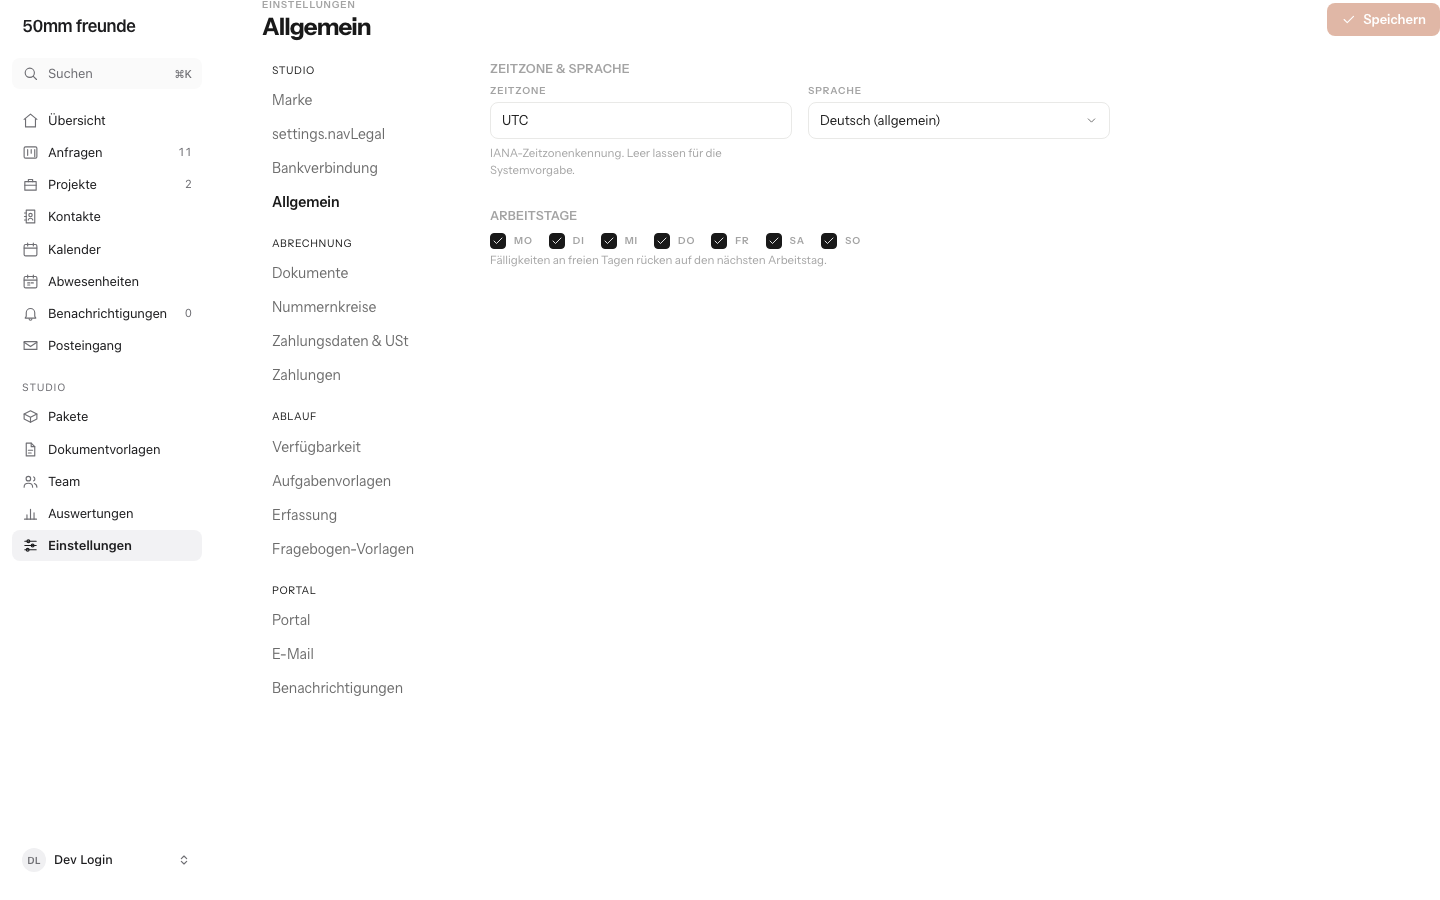 50mm freunde
Suchen ⌘K
Übersicht
Anfragen 11
Projekte 2
Kontakte
Kalender
Abwesenheiten
Benachrichtigungen 0
Posteingang
STUDIO
Pakete
Dokumentvorlagen
Team
Auswertungen
Einstellungen
DL Dev Login
EINSTELLUNGEN
Allgemein
Speichern
STUDIO
Marke
settings.navLegal
Bankverbindung
Allgemein
ABRECHNUNG
Dokumente
Nummernkreise
Zahlungsdaten & USt
Zahlungen
ABLAUF
Verfügbarkeit
Aufgabenvorlagen
Erfassung
Fragebogen-Vorlagen
PORTAL
Portal
E-Mail
Benachrichtigungen
ZEITZONE & SPRACHE
ZEITZONE
UTC
IANA-Zeitzonenkennung. Leer lassen für die
Systemvorgabe.
SPRACHE
Deutsch (allgemein)
ARBEITSTAGE
MO DI MI DO FR SA SO
Fälligkeiten an freien Tagen rücken auf den nächsten Arbeitstag.